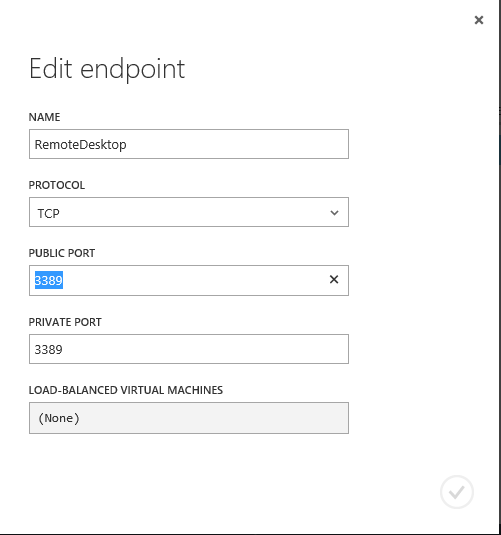 Edit endpoint
NAME
RemoteDesktop
PROTOCOL
TCP
PUBLIC PORT
3389
PRIVATE PORT
3389
LOAD-BALANCED VIRTUAL MACHINES
(None)